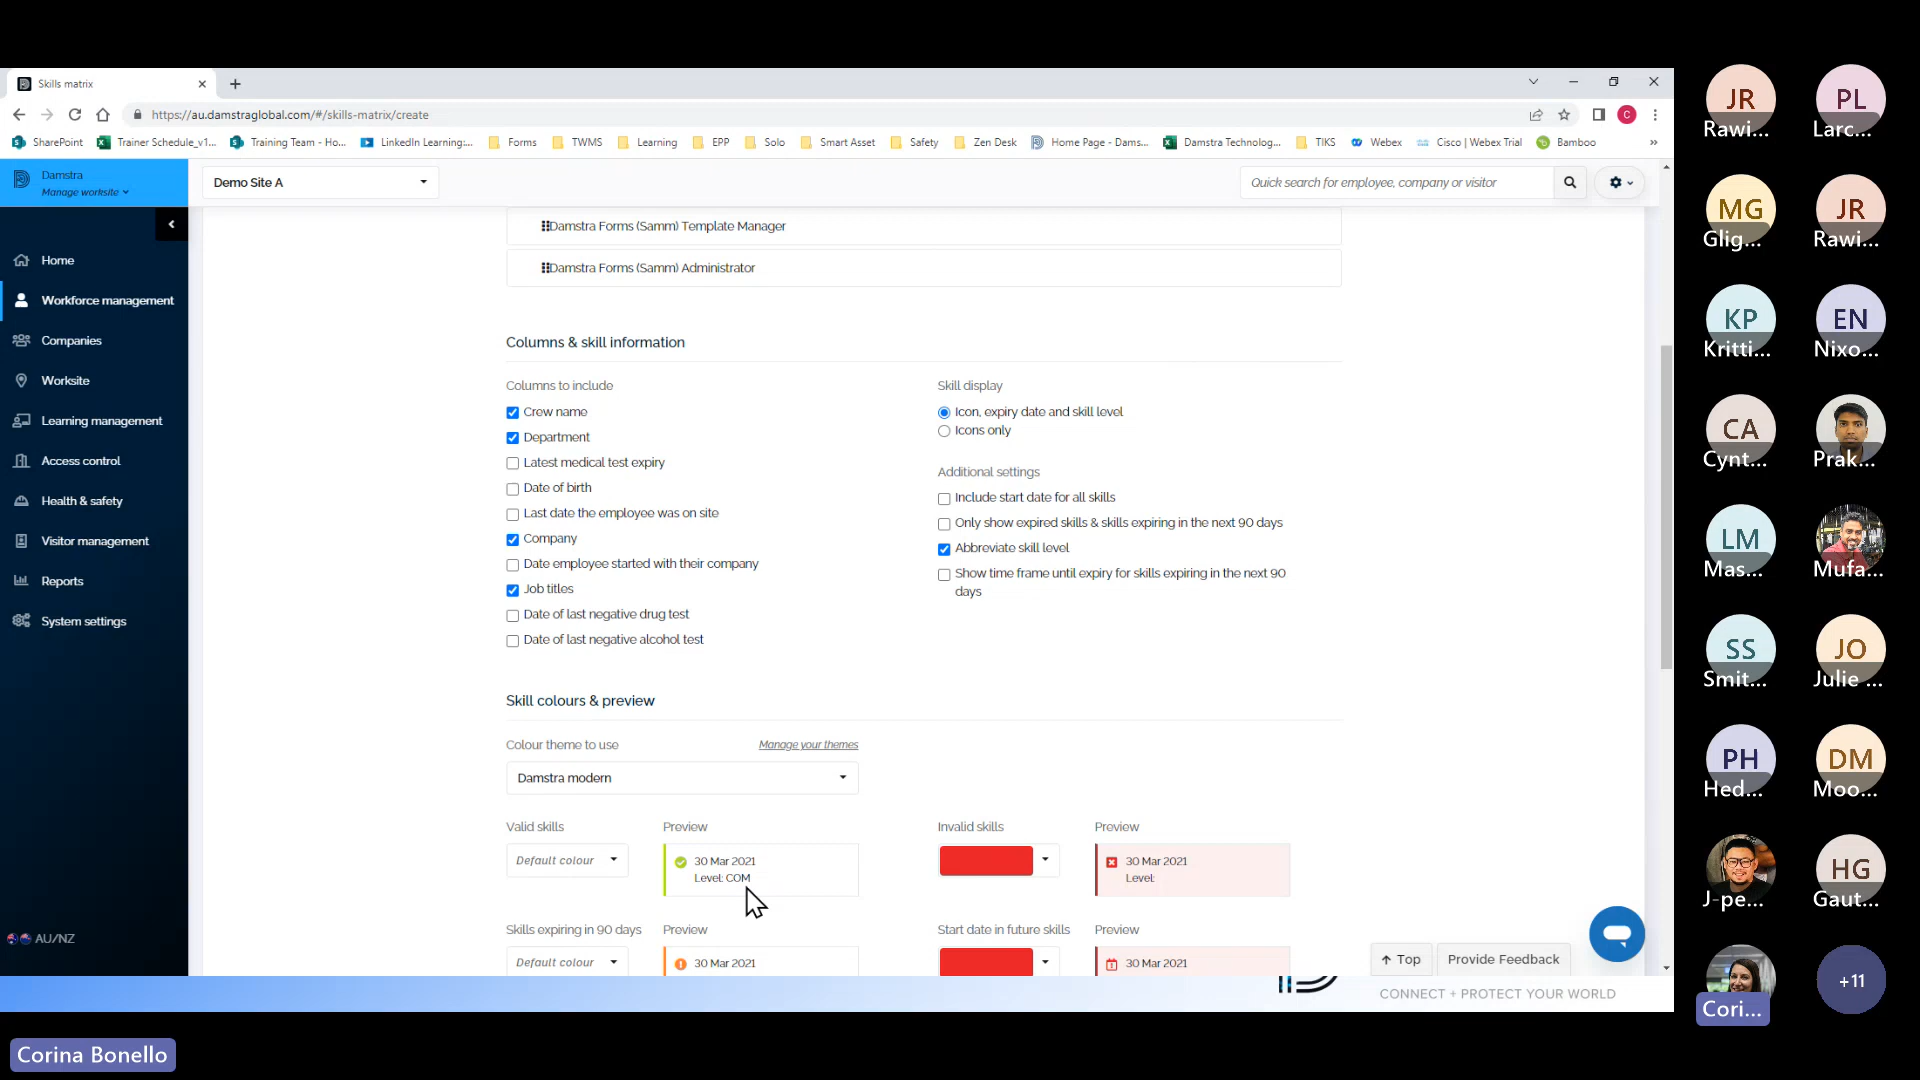 Skills matrix
https://au.damstraglobal.com/#/skills-matrix/create
SharePoint
Trainer Schedule_v1...
Training Team - Ho...
LinkedIn Learning:...
Forms
TWMS
Learning
EPP
Solo
Smart Asset
Safety
Zen Desk
Home Page - Dams...
Damstra Technolog...
TIKS
Webex
Cisco | Webex Trial
Bamboo
»
C
Damstra
Manage worksite
Demo Site A
Quick search for employee, company or visitor
Home
Workforce management
Companies
Worksite
Learning management
Access control
Health & safety
Visitor management
Reports
System settings
AU/NZ
Damstra Forms (Samm) Template Manager
Damstra Forms (Samm) Administrator
Columns & skill information
Columns to include
Crew name
Department
Latest medical test expiry
Date of birth
Last date the employee was on site
Company
Date employee started with their company
Job titles
Date of last negative drug test
Date of last negative alcohol test
Skill display
Icon, expiry date and skill level
Icons only
Additional settings
Include start date for all skills
Only show expired skills & skills expiring in the next 90 days
Abbreviate skill level
Show time frame until expiry for skills expiring in the next 90
days
Skill colours & preview
Colour theme to use
Manage your themes
Damstra modern
Valid skills
Preview
Default colour
30 Mar 2021
Level: COM
Invalid skills
Preview
30 Mar 2021
Level:
Skills expiring in 90 days
Preview
Default colour
30 Mar 2021
Start date in future skills
Preview
30 Mar 2021
Top
Provide Feedback
CONNECT + PROTECT YOUR WORLD
Corina Bonello
JR
Rawi...
PL
Larc...
MG
Glig...
JR
Rawi...
KP
Kritti...
EN
Nixo...
CA
Cynt...
Prak...
LM
Mas...
Mufa...
SS
Smit...
JO
Julie ...
PH
Hed...
DM
Moo...
J-pe...
HG
Gaut...
Cori...
+11